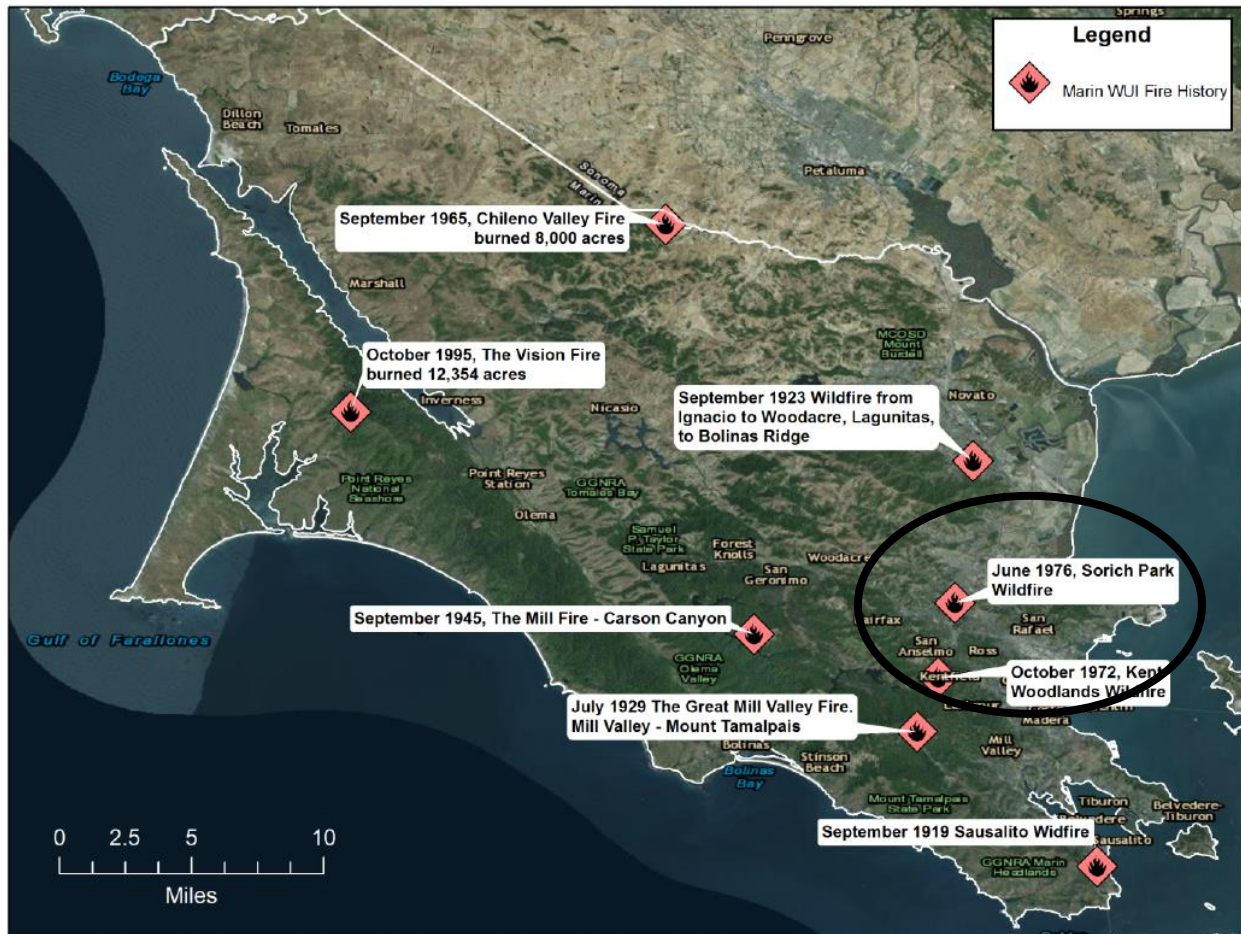 Springs
Legend
Marin WUI Fire History
Penngrove
Bodega
Bay
Dillon
Beach
Tomales
Petaluma
Sonoma
Marin
September 1965, Chileno Valley Fire
burned 8,000 acres
Marshall
MCOSD
Mount
Burdell
October 1995, The Vision Fire
burned 12,354 acres
Inverness
Nicasio
Novato
September 1923 Wildfire from
Ignacio to Woodacre, Lagunitas,
to Bolinas Ridge
Point Reyes
National
Seashore
Point Reyes
Station
GGNRA
Tomales Bay
Olema
Samuel
P. Taylor
State Park
Forest
Knolls
Woodacre
Lagunitas
San
Geronimo
June 1976, Sorich Park
Wildfire
Fairfax
San
Rafael
September 1945, The Mill Fire - Carson Canyon
San
Anselmo
Ross
Gulf of Farallones
GGNRA
Olema
Valley
Kentfield
October 1972, Kent
Woodlands Wildfire
July 1929 The Great Mill Valley Fire.
Mill Valley - Mount Tamalpais
Madera
Mill
Valley
Bolinas
Stinson
Beach
Bolinas
Bay
Mount Tamalpais
State Park
Tiburon
Belvedere
Belvedere-
Tiburon
September 1919 Sausalito Widfire
Sausalito
GGNRA Marin
Headlands
0 2.5 5 10
Miles